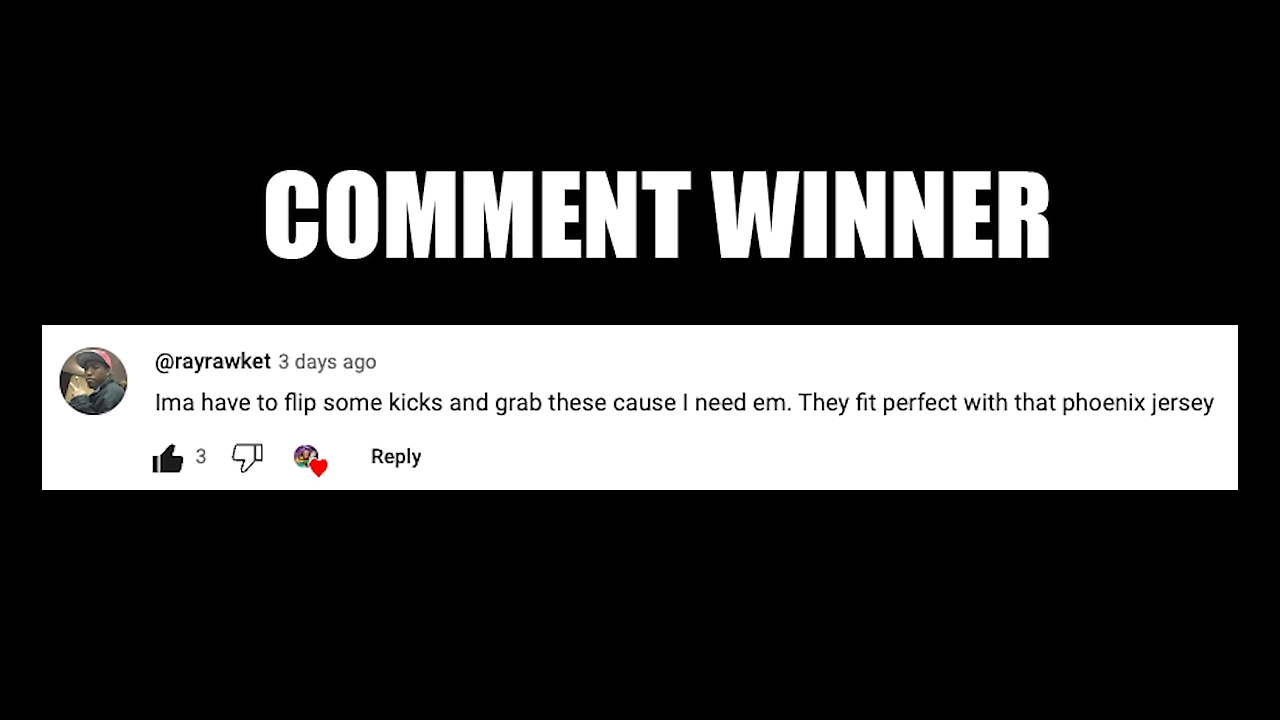 COMMENT WINNER
@rayrawket 3 days ago
Ima have to flip some kicks and grab these cause I need em. They fit perfect with that phoenix jersey
3 Reply